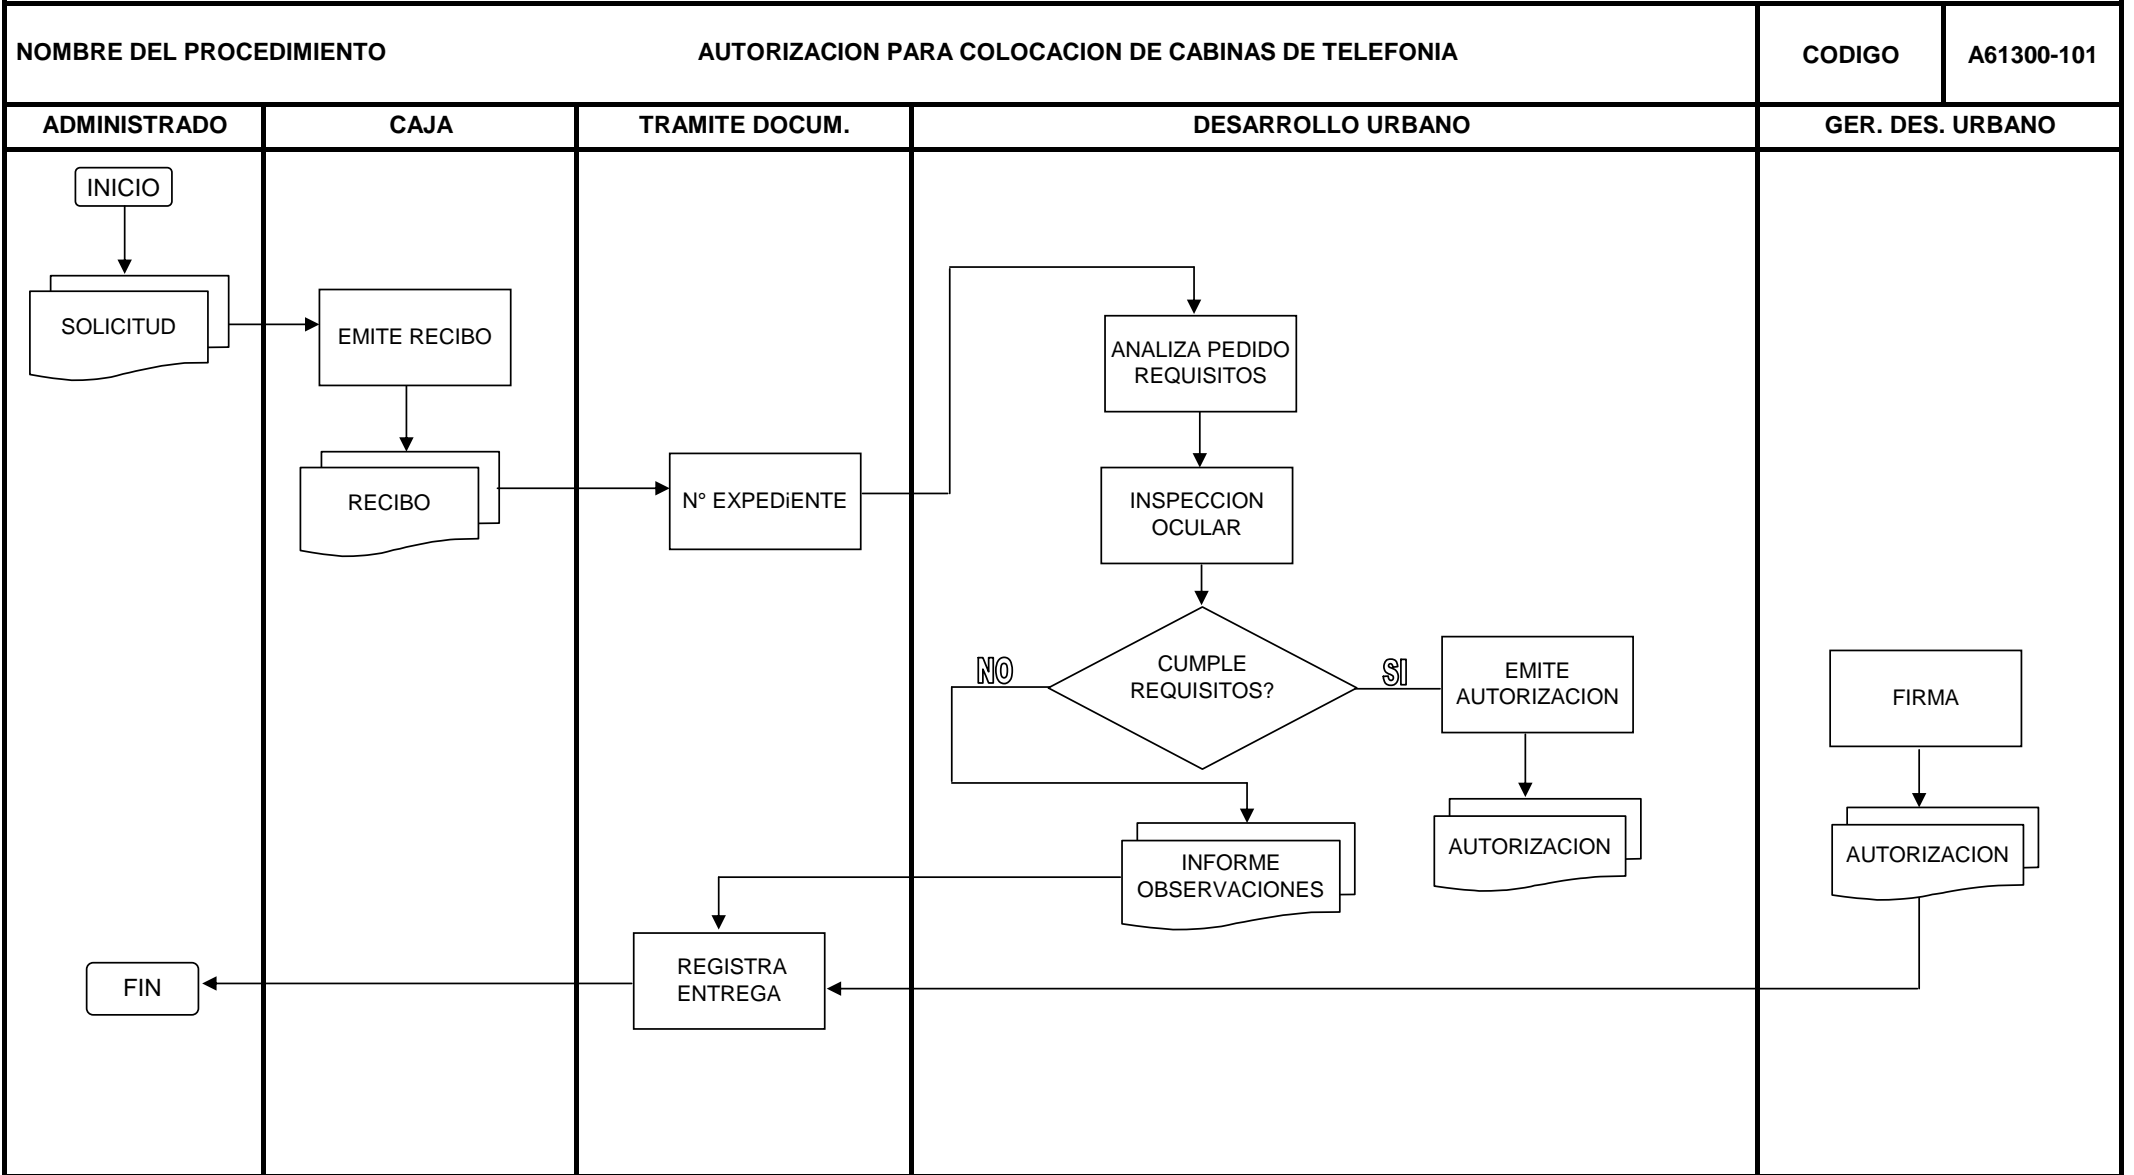 NOMBRE DEL PROCEDIMIENTO
AUTORIZACION PARA COLOCACION DE CABINAS DE TELEFONIA
CODIGO
A61300-101
ADMINISTRADO
CAJA
TRAMITE DOCUM.
DESARROLLO URBANO
GER. DES. URBANO
INICIO
SOLICITUD
EMITE RECIBO
RECIBO
N° EXPEDiENTE
ANALIZA PEDIDO
REQUISITOS
INSPECCION
OCULAR
CUMPLE
REQUISITOS?
NO
SI
EMITE
AUTORIZACION
FIRMA
AUTORIZACION
AUTORIZACION
INFORME
OBSERVACIONES
REGISTRA
ENTREGA
FIN